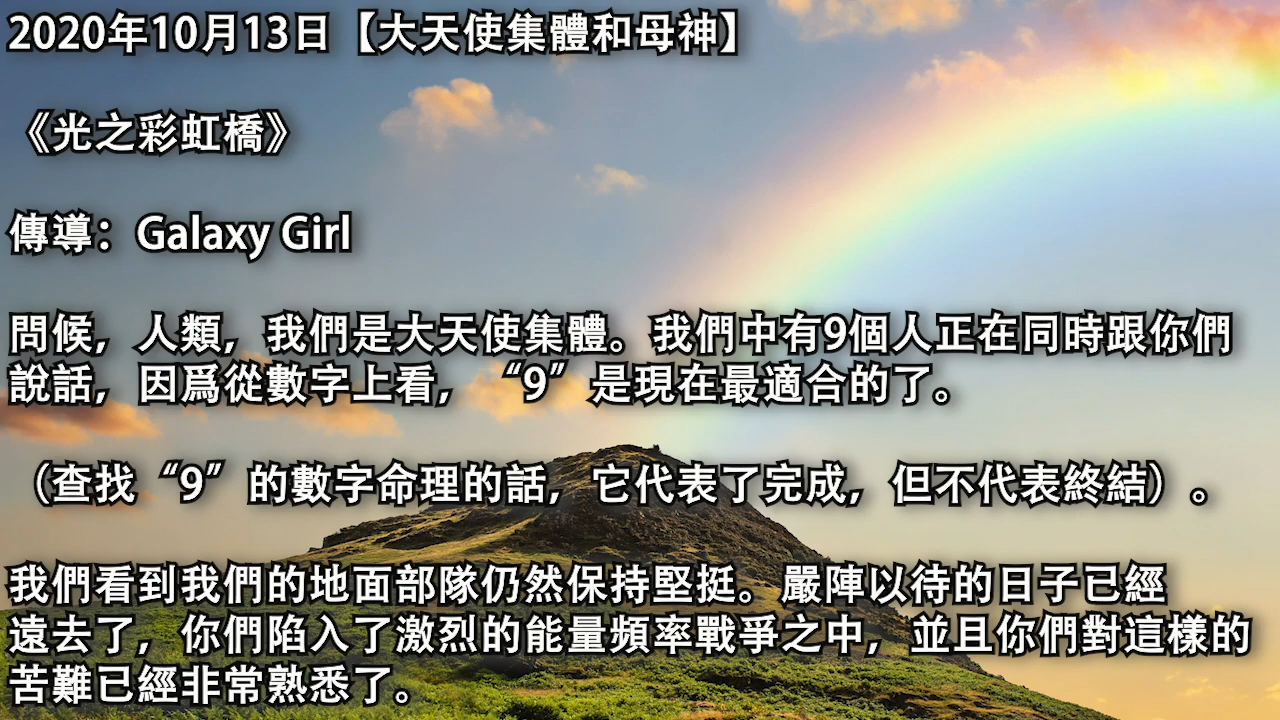 2020年10月13日【大天使集體和母神】
《光之彩虹橋》
傳導：Galaxy Girl
問候，人類，我們是大天使集體。我們中有9個人正在同時跟你們
說話，因爲從數字上看，“9”是現在最適合的了。
（查找“9”的數字命理的話，它代表了完成，但不代表終結）。
我們看到我們的地面部隊仍然保持堅挺。嚴陣以待的日子已經
遠去了，你們陷入了激烈的能量頻率戰爭之中，並且你們對這樣的
苦難已經非常熟悉了。